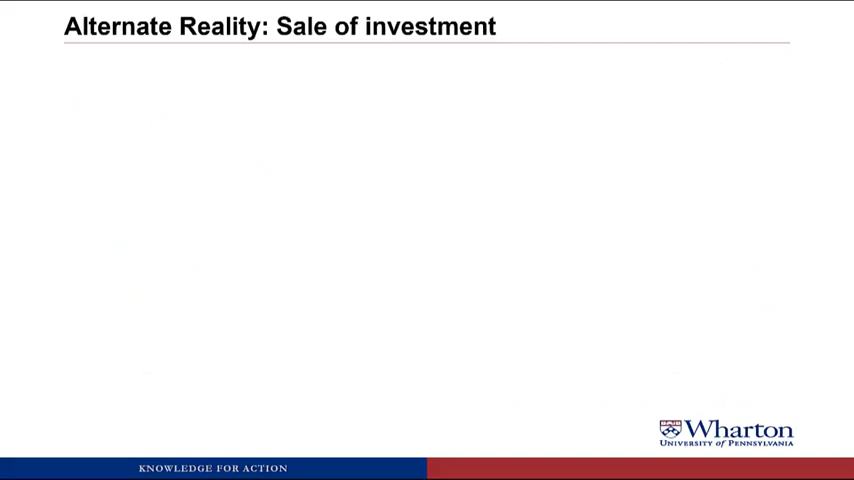 Alternate Reality: Sale of investment
Wharton
UNIVERSITY OF PENNSYLVANIA
KNOWLEDGE FOR ACTION